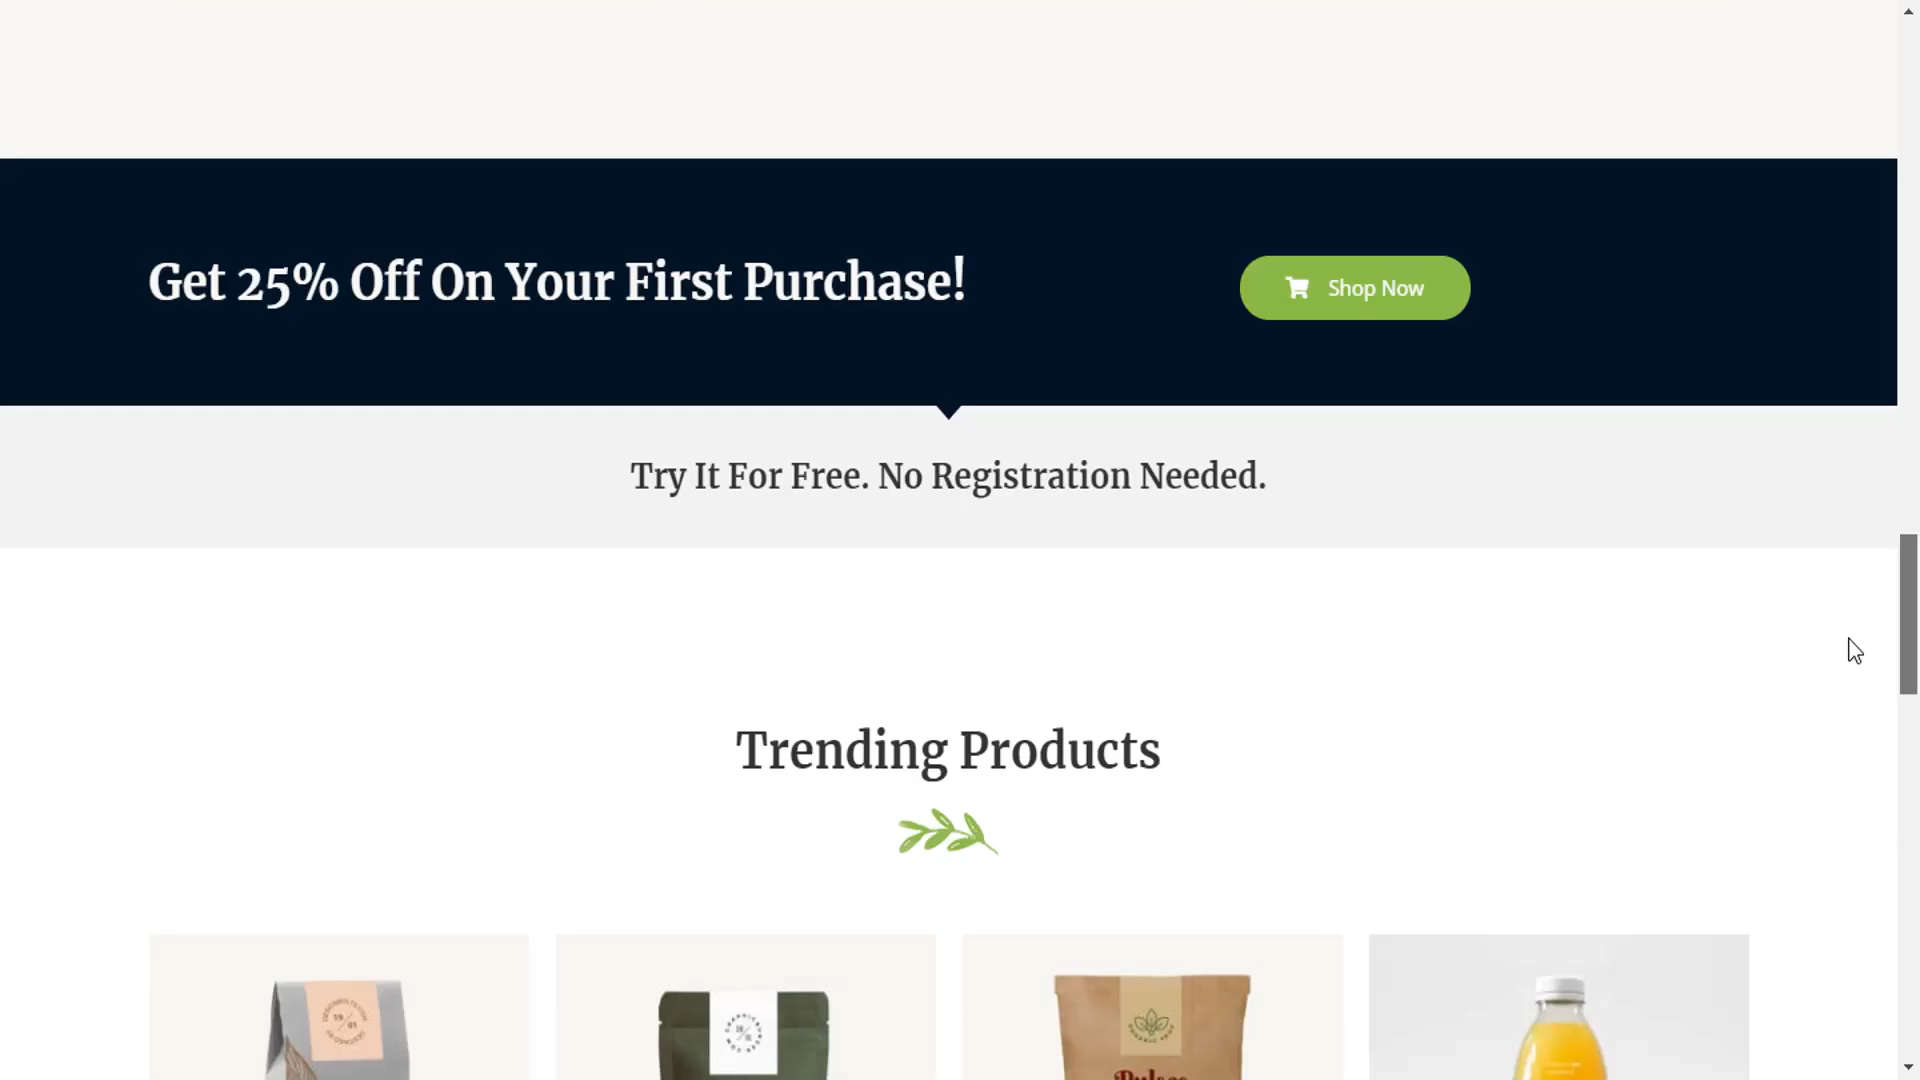 Get 25% Off On Your First Purchase!
Shop Now
Try It For Free. No Registration Needed.
Trending Products